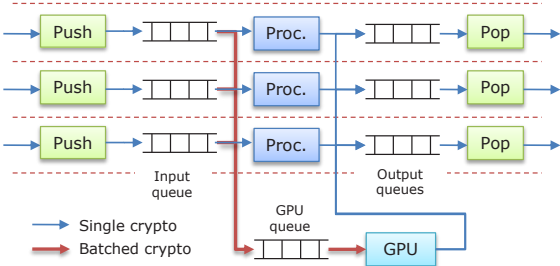 Push
Proc.
Pop
Push
Proc.
Pop
Push
Proc.
Pop
Input
queue
Output
queues
GPU
queue
Single crypto
Batched crypto
GPU